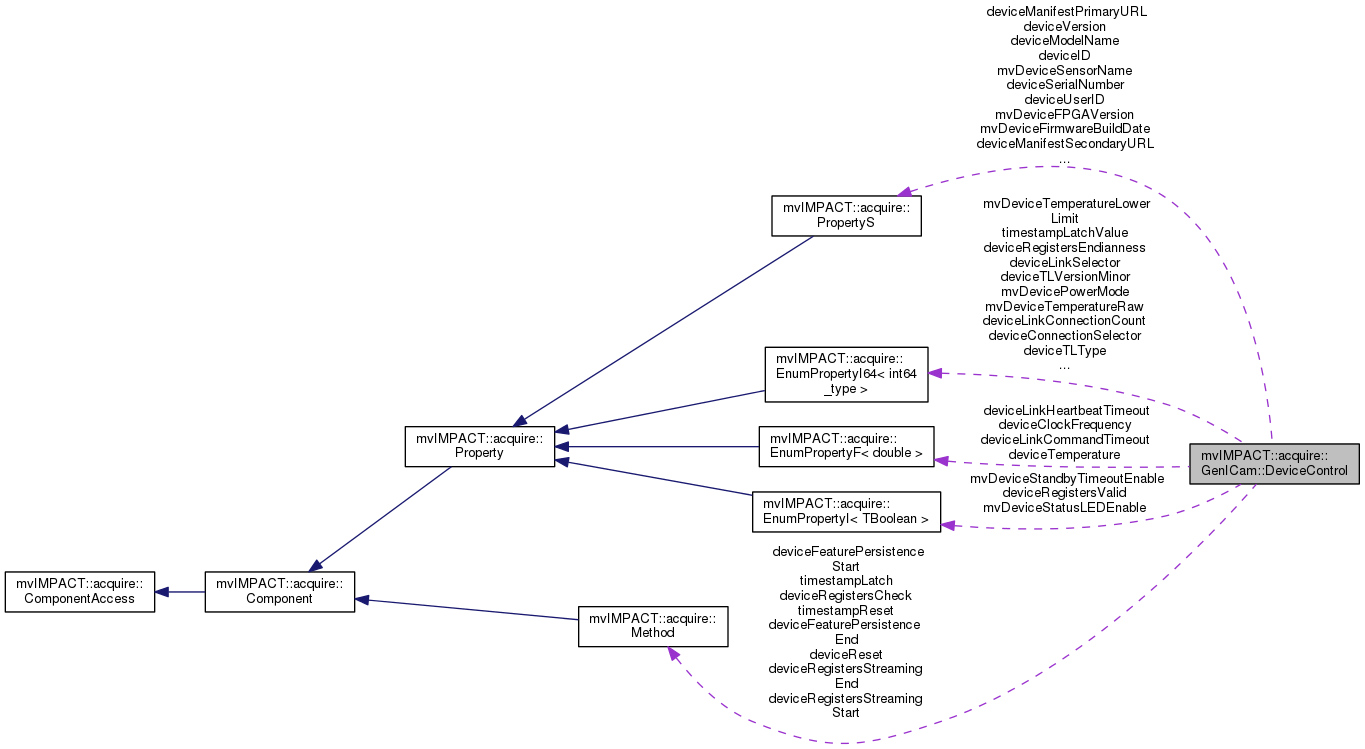 deviceManifestPrimaryURL
deviceVersion
deviceModelName
deviceID
mvDeviceSensorName
deviceSerialNumber
deviceUserID
mvDeviceFPGAVersion
mvDeviceFirmwareBuildDate
deviceManifestSecondaryURL
...
mvIMPACT::acquire::
PropertyS
mvDeviceTemperatureLower
Limit
timestampLatchValue
deviceRegistersEndianness
deviceLinkSelector
deviceTLVersionMinor
mvDevicePowerMode
mvDeviceTemperatureRaw
deviceLinkConnectionCount
deviceConnectionSelector
deviceTLType
...
mvIMPACT::acquire::
EnumPropertyI64< int64
_type >
deviceLinkHeartbeatTimeout
deviceClockFrequency
deviceLinkCommandTimeout
deviceTemperature
mvIMPACT::acquire::
Property
mvIMPACT::acquire::
EnumPropertyF< double >
mvIMPACT::acquire::
GenICam::DeviceControl
mvDeviceStandbyTimeoutEnable
deviceRegistersValid
mvDeviceStatusLEDEnable
mvIMPACT::acquire::
EnumPropertyI< TBoolean >
deviceFeaturePersistence
Start
timestampLatch
deviceRegistersCheck
timestampReset
deviceFeaturePersistence
End
deviceReset
deviceRegistersStreaming
End
deviceRegistersStreaming
Start
mvIMPACT::acquire::
ComponentAccess
mvIMPACT::acquire::
Component
mvIMPACT::acquire::
Method